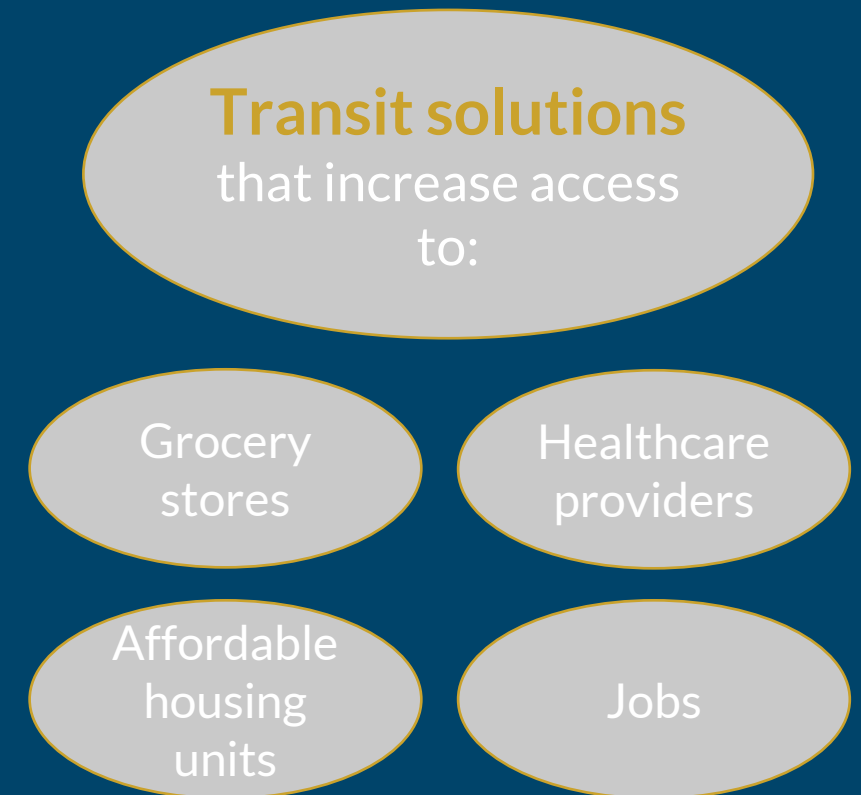 Transit solutions
that increase access
to:
Grocery
stores
Healthcare
providers
Affordable
housing
units
Jobs